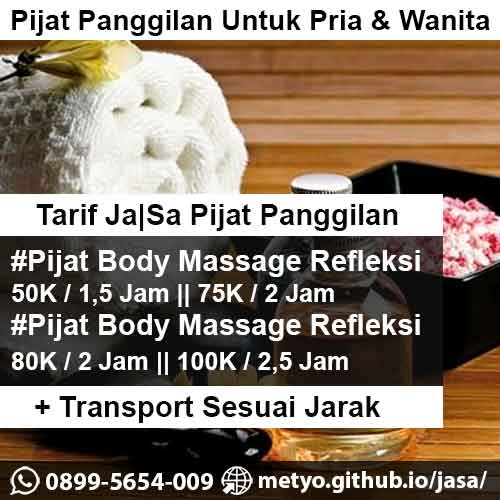 Pijat Panggilan Untuk Pria & Wanita
Tarif Ja|Sa Pijat Panggilan
#Pijat Body Massage Refleksi
50K / 1,5 Jam || 75K / 2 Jam
#Pijat Body Massage Refleksi
80K / 2 Jam || 100K / 2,5 Jam
+ Transport Sesuai Jarak
0899-5654-009 metyo.github.io/jasa/